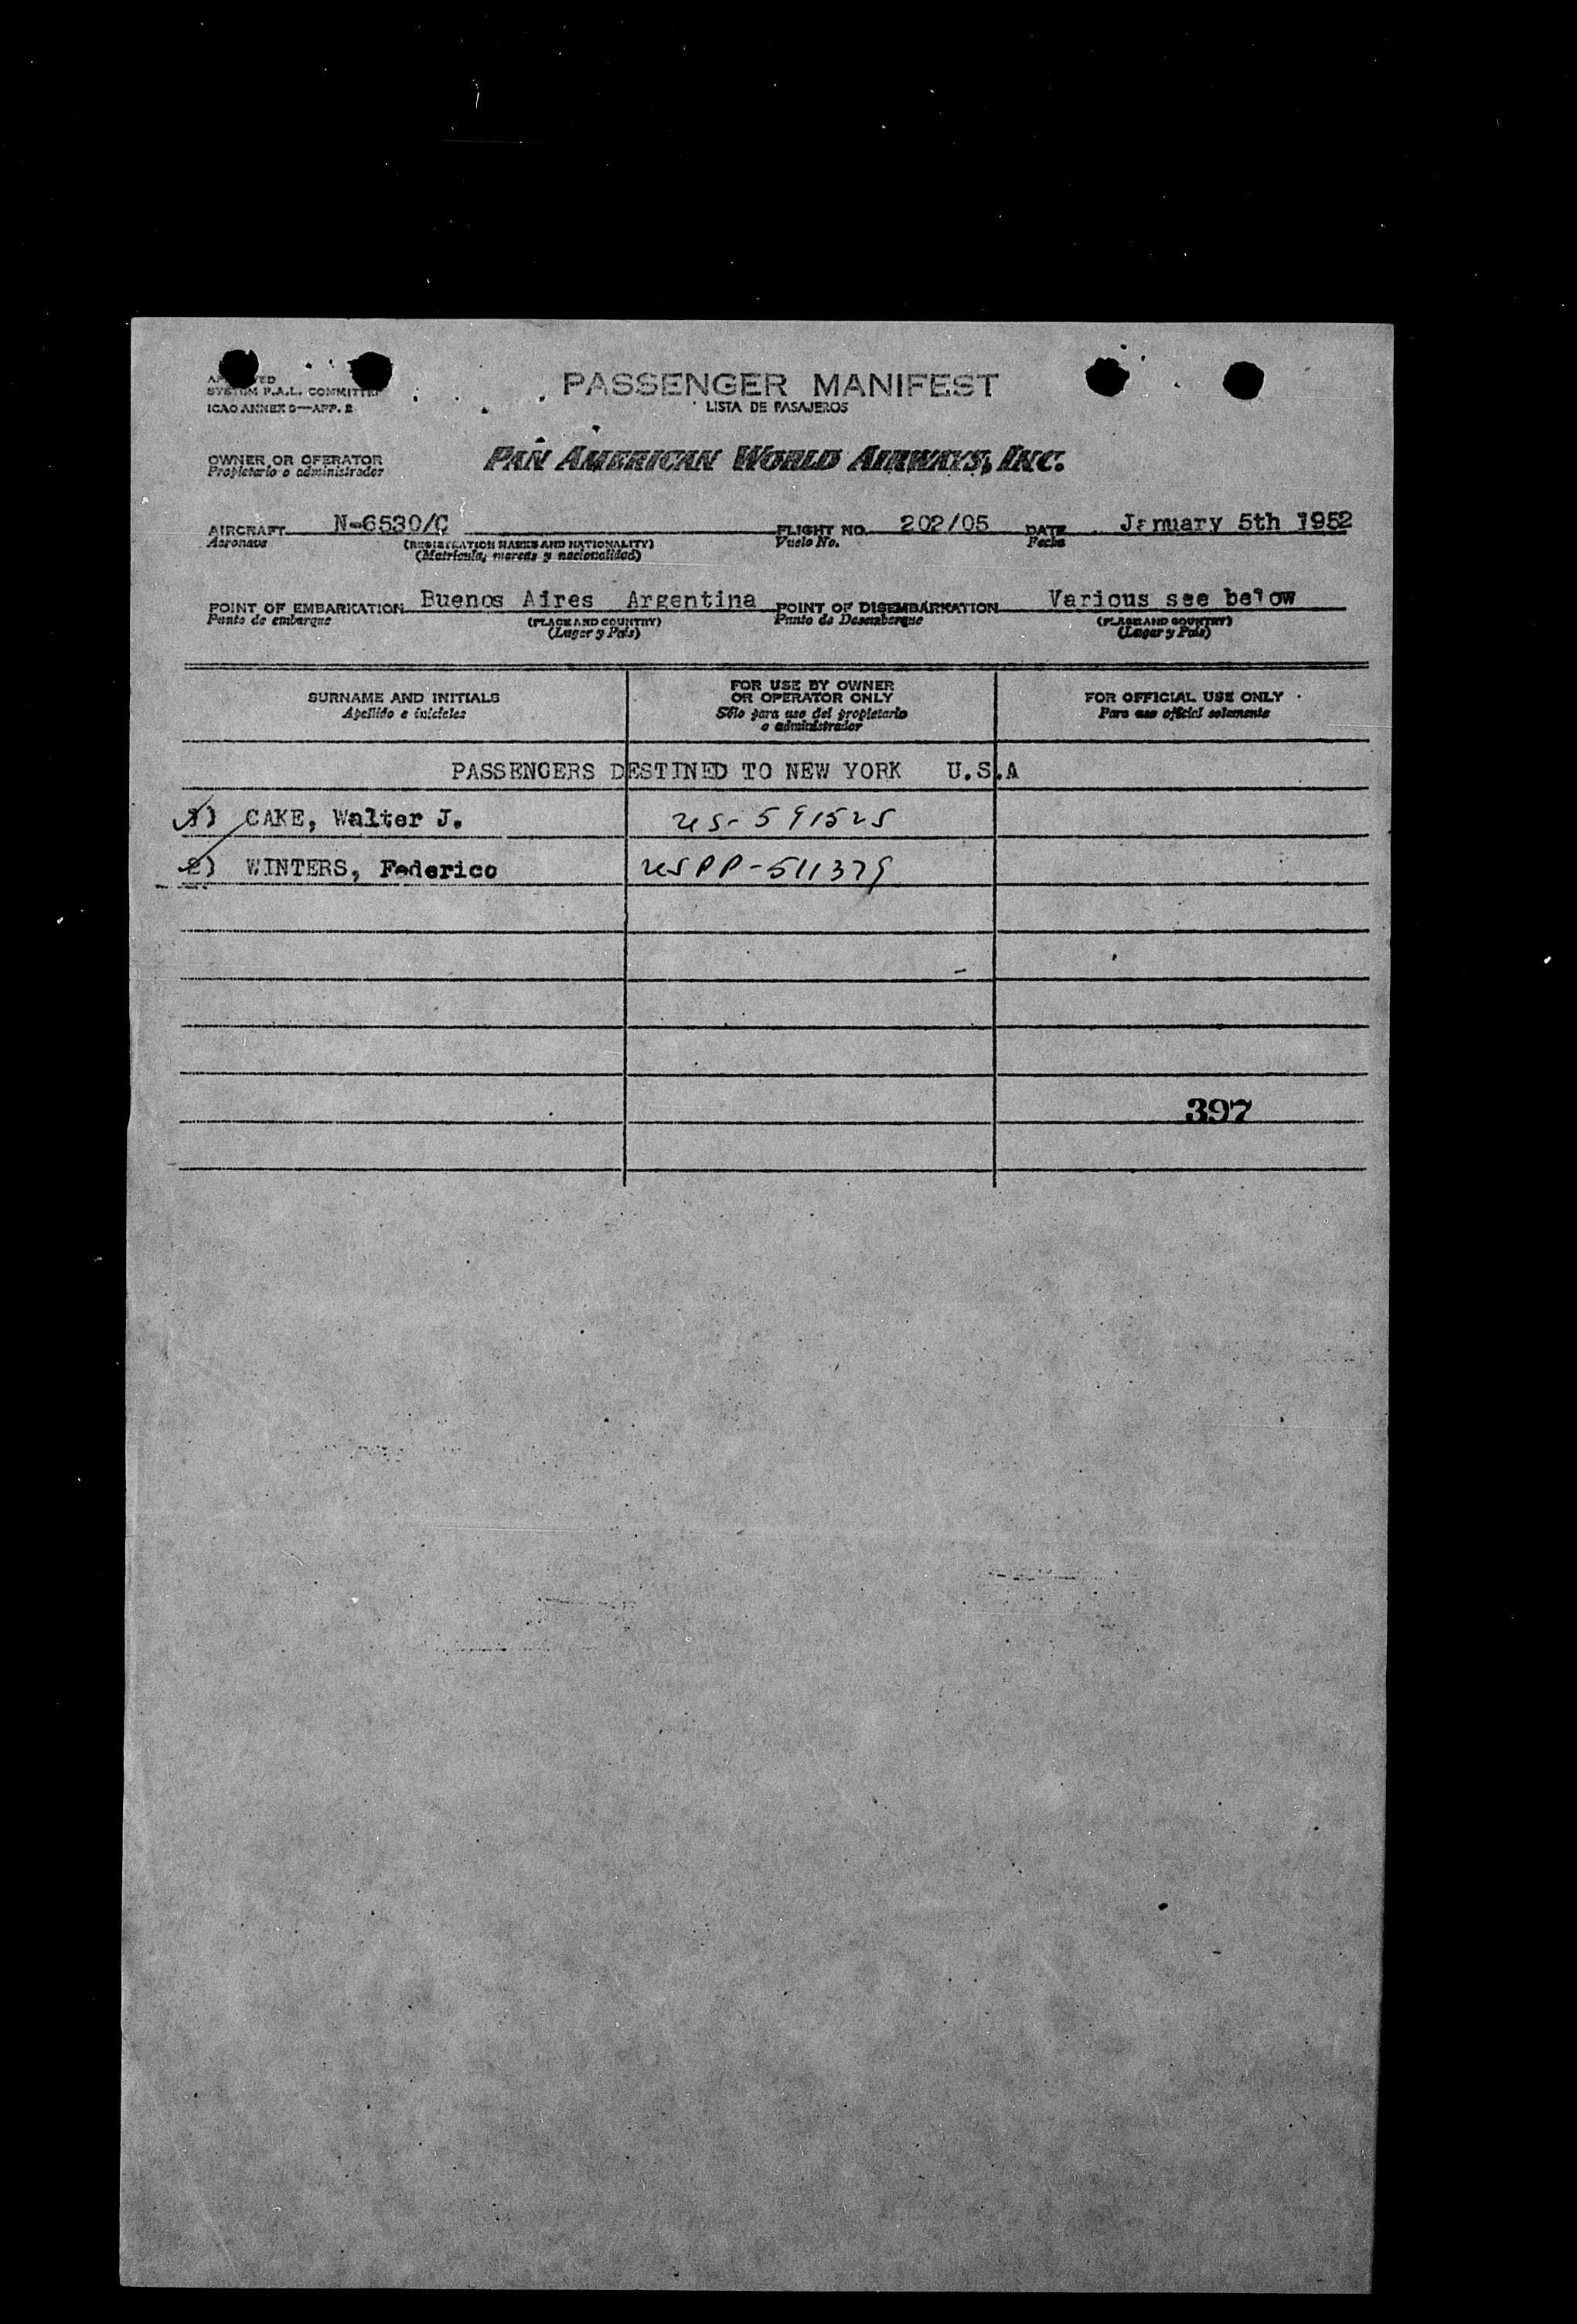 APPROVED
SYSTEM P.A.L. COMMITTEE
ICAO ANNEX 9—APP. 2
PASSENGER MANIFEST
LISTA DE PASAJEROS
OWNER OR OPERATOR
Propietario o administrador
PAN AMERICAN WORLD AIRWAYS, INC.
AIRCRAFT N-6530/C FLIGHT NO. 202/05 DATE January 5th 1952
Aeronave (REGISTRATION MARKS AND NATIONALITY) Vuelo No. Fecha
(Matrícula, marcas y nacionalidad)
POINT OF EMBARKATION Buenos Aires Argentina POINT OF DISEMBARKATION Various see below
Punto de embarque (PLACE AND COUNTRY) Punto de Desembarque (PLACE AND COUNTRY)
(Lugar y País) (Lugar y País)
SURNAME AND INITIALS
Apellido e iniciales
FOR USE BY OWNER
OR OPERATOR ONLY
Sólo para uso del propietario
o administrador
FOR OFFICIAL USE ONLY
Para uso oficial solamente
PASSENGERS DESTINED TO NEW YORK U.S.A
1) CAKE, Walter J. US-591525
2) WINTERS, Federico USPP-511379
397